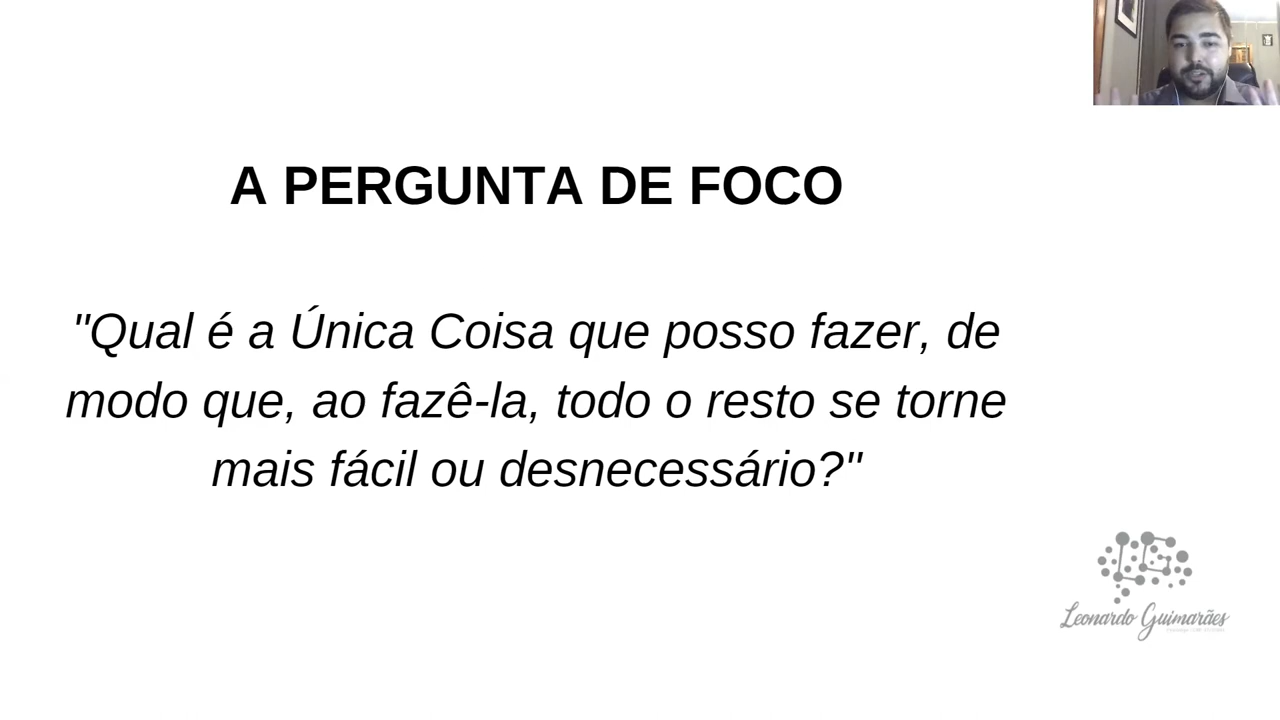 A PERGUNTA DE FOCO
"Qual é a Única Coisa que posso fazer, de
modo que, ao fazê-la, todo o resto se torne
mais fácil ou desnecessário?"
Leonardo Guimarães